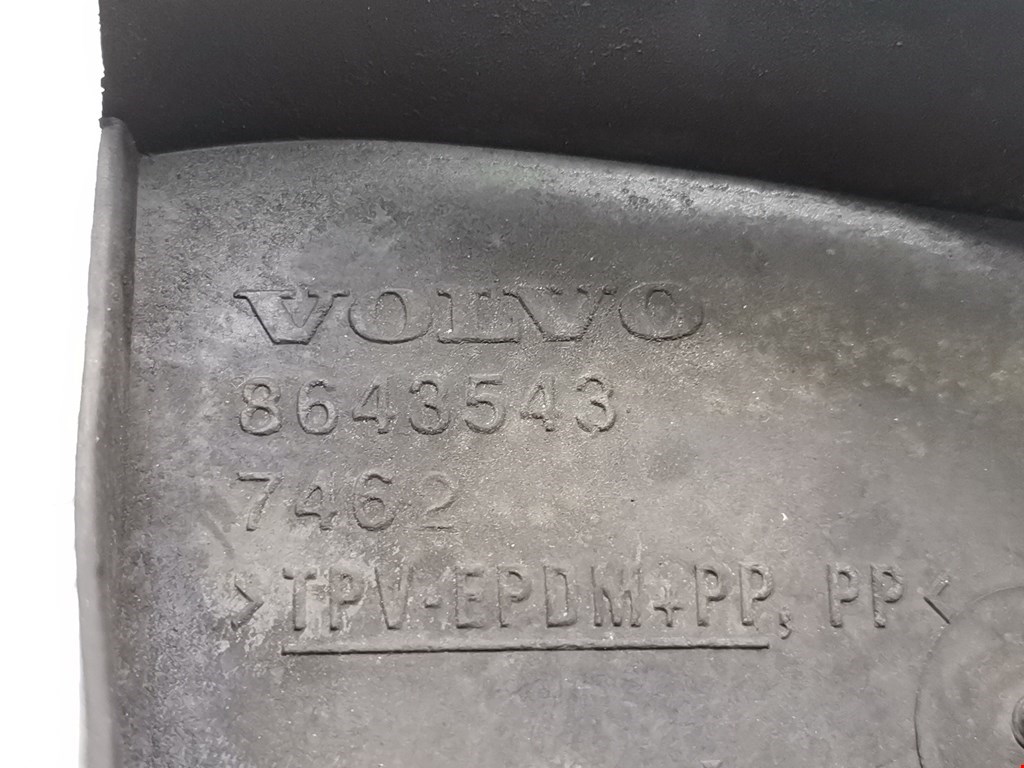 VOLVO
8643543
7462
>TPV-EPDM+PP, PP<